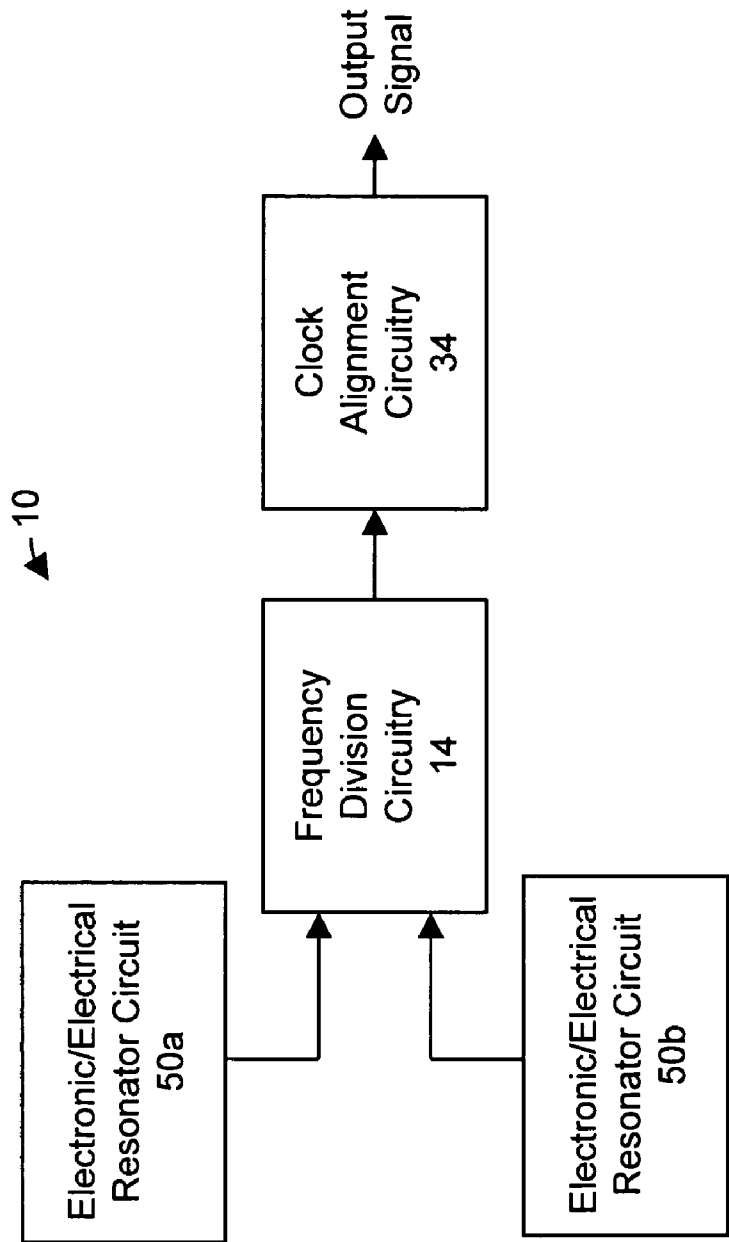 10
Electronic/Electrical
Resonator Circuit
50a
Electronic/Electrical
Resonator Circuit
50b
Frequency
Division
Circuitry
14
Clock
Alignment
Circuitry
34
Output
Signal